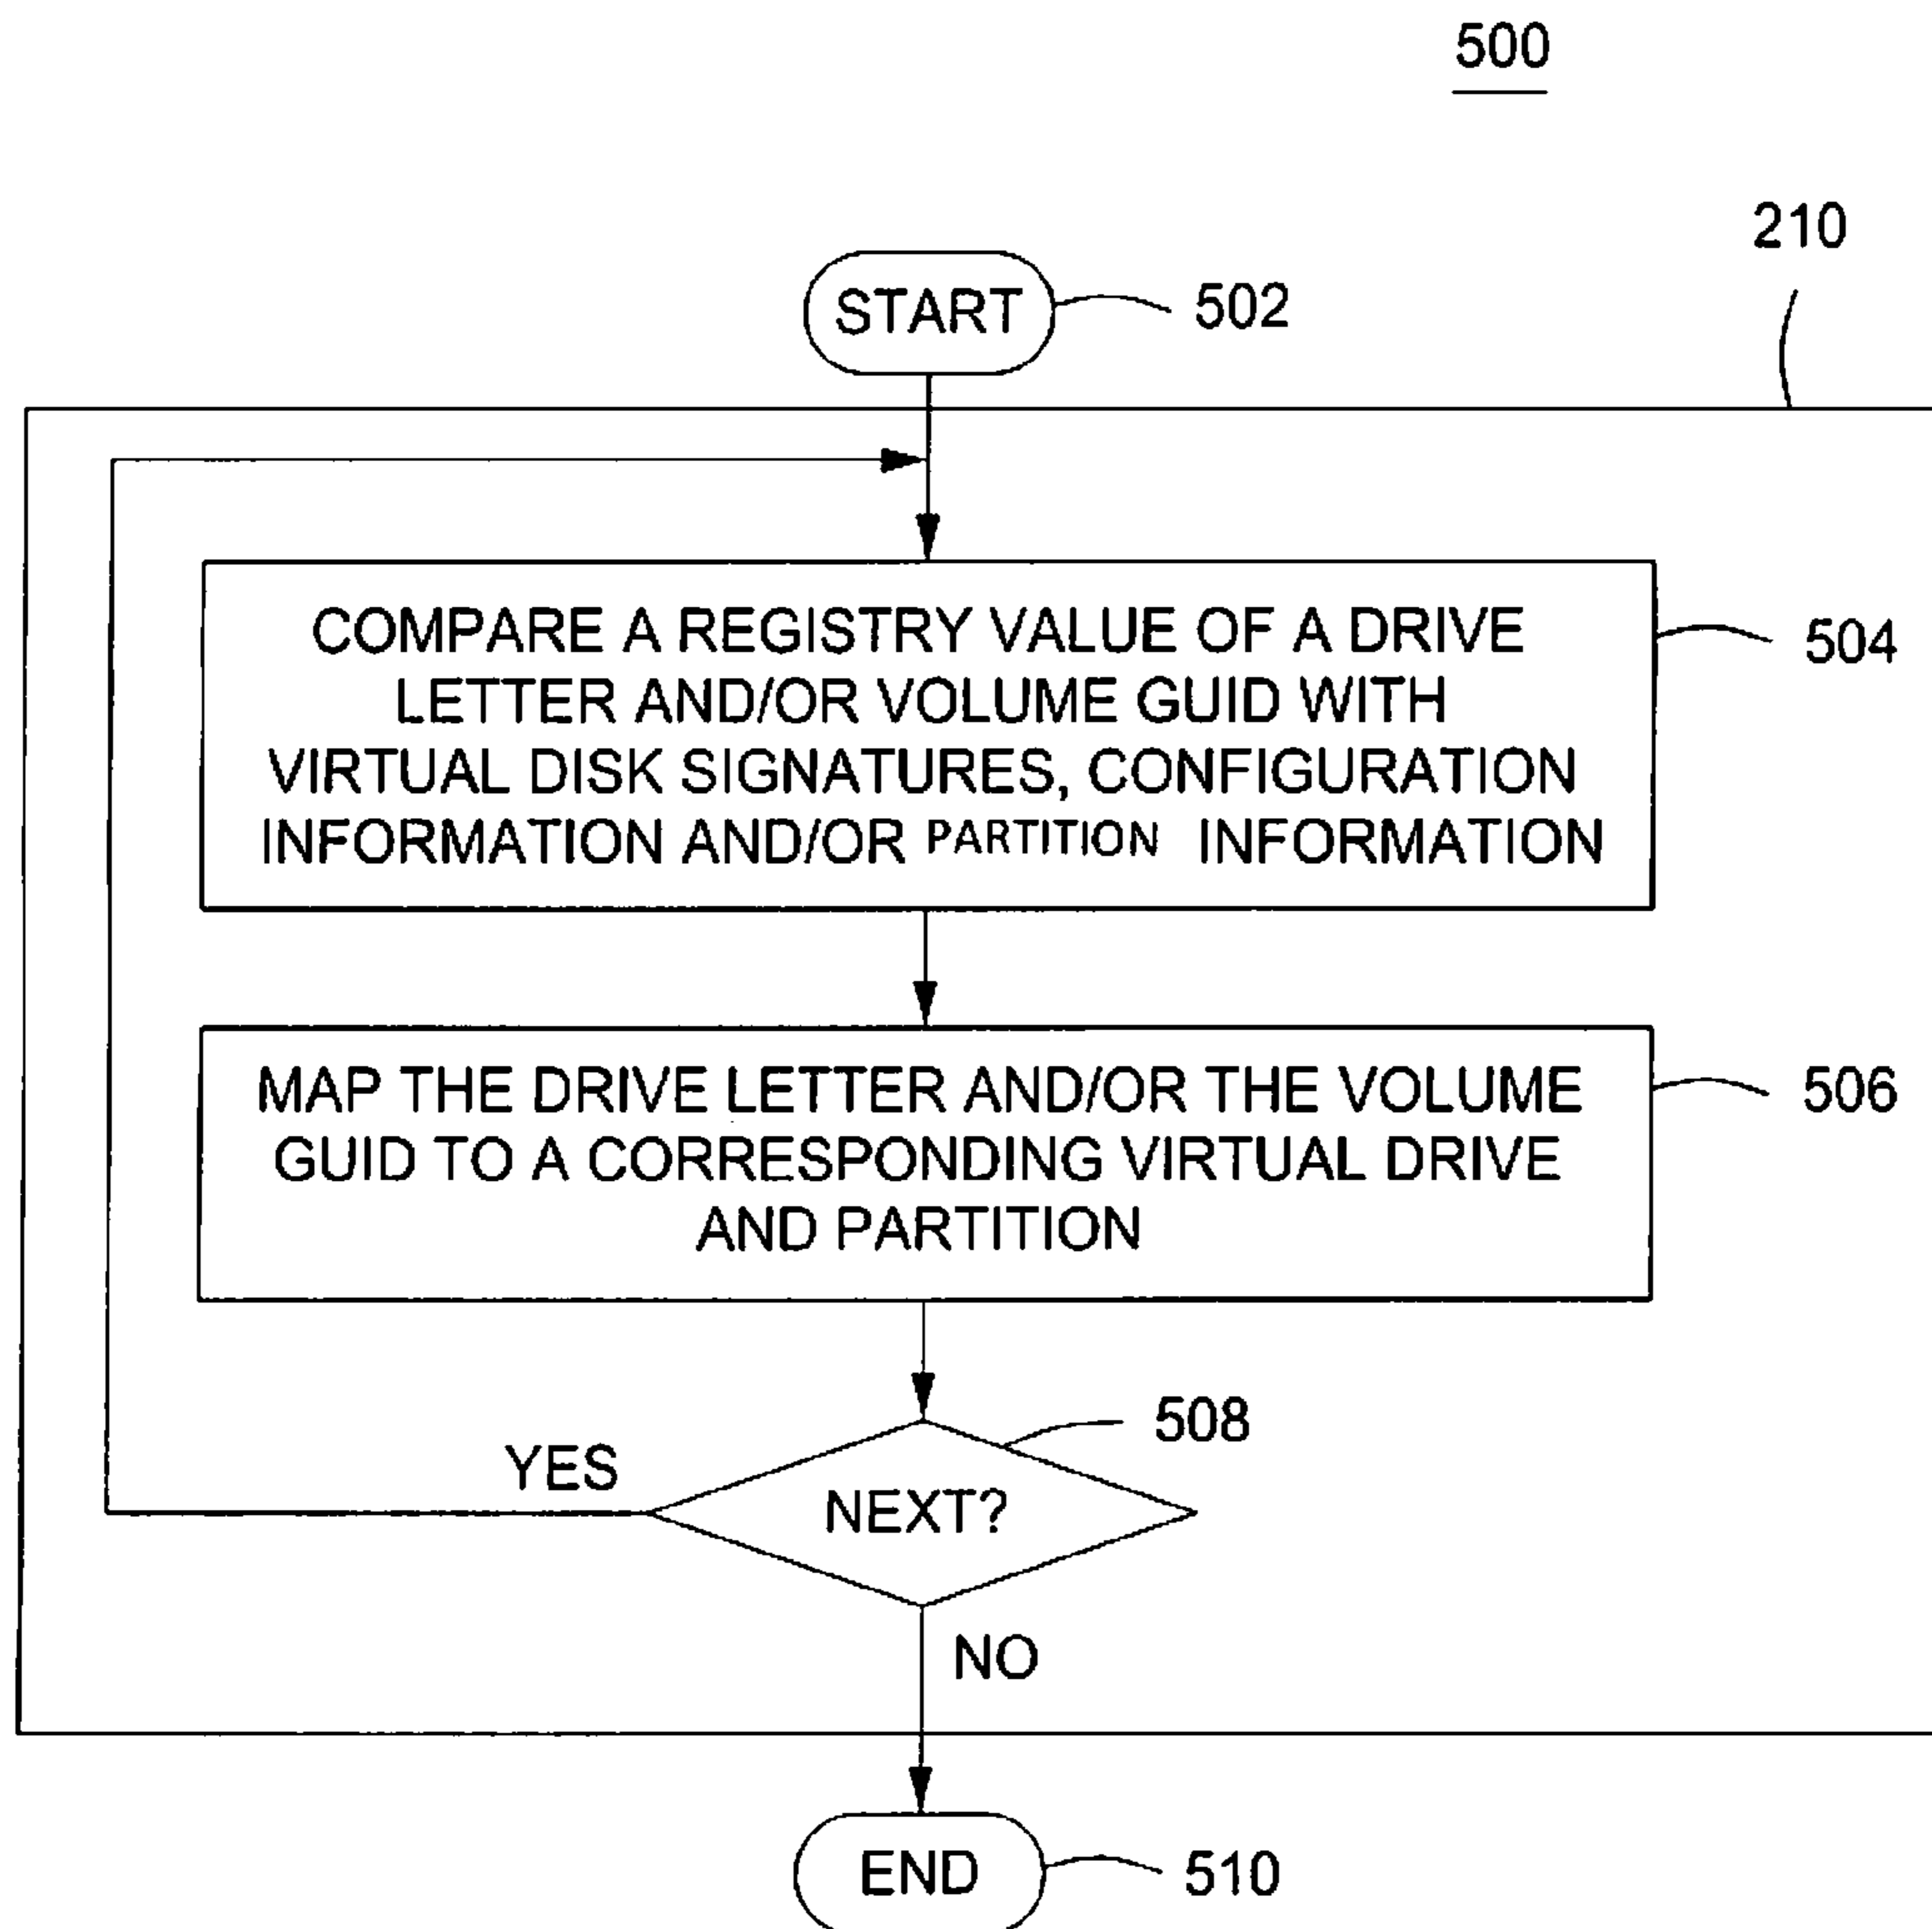 500
210
START
502
COMPARE A REGISTRY VALUE OF A DRIVE
LETTER AND/OR VOLUME GUID WITH
VIRTUAL DISK SIGNATURES, CONFIGURATION
INFORMATION AND/OR PARTITION INFORMATION
504
MAP THE DRIVE LETTER AND/OR THE VOLUME
GUID TO A CORRESPONDING VIRTUAL DRIVE
AND PARTITION
506
508
YES
NEXT?
NO
END
510